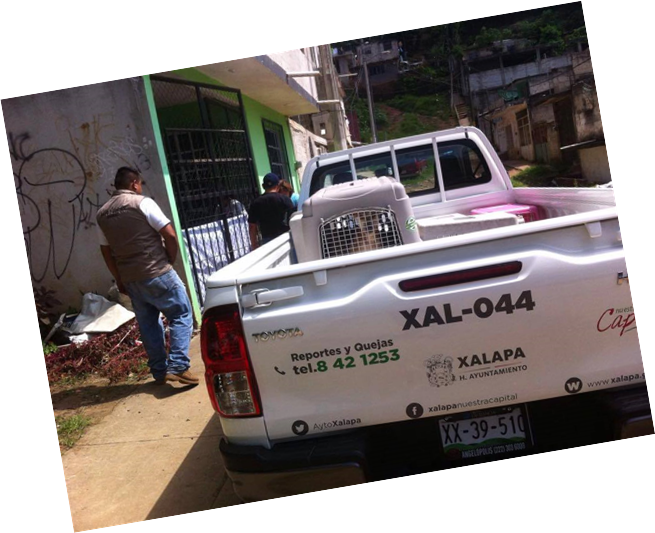 XAL-044
TOYOTA
Reportes y Quejas
tel.8 42 1253
XALAPA
H. AYUNTAMIENTO
AytoXalapa
xalapanuestracapital
www.xalapa.
XX-39-510